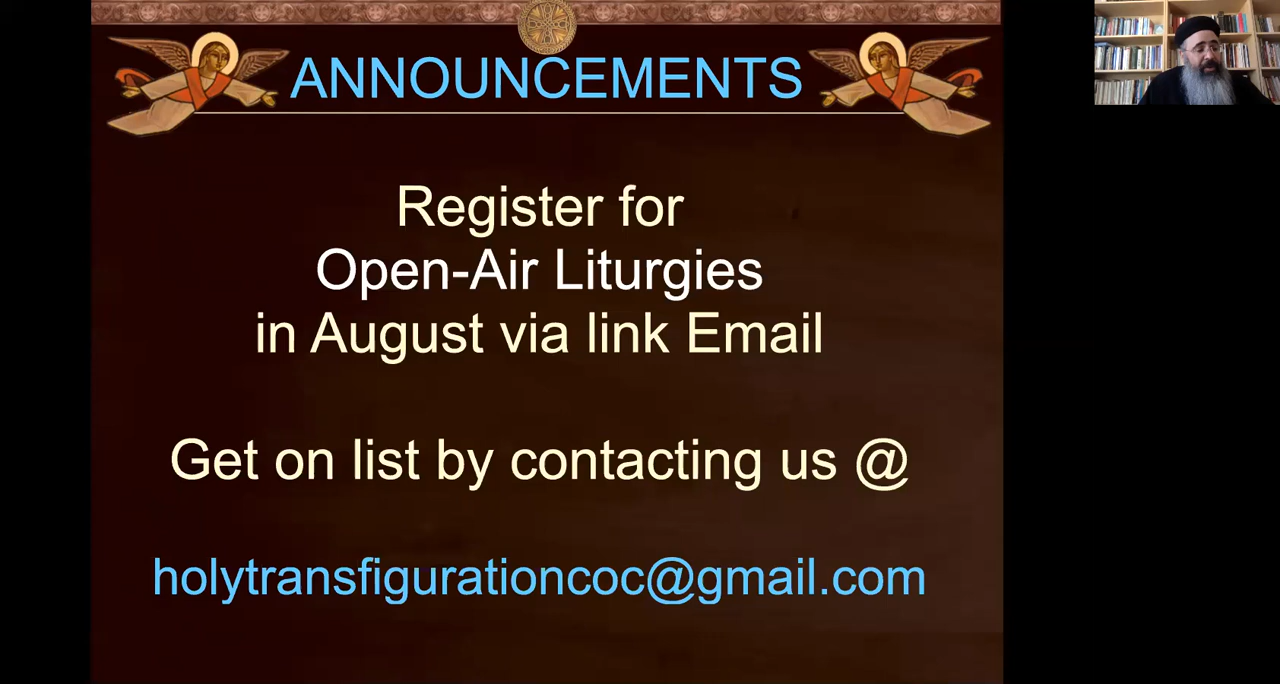 ANNOUNCEMENTS
Register for
Open-Air Liturgies
in August via link Email
Get on list by contacting us @
holytransfigurationcoc@gmail.com